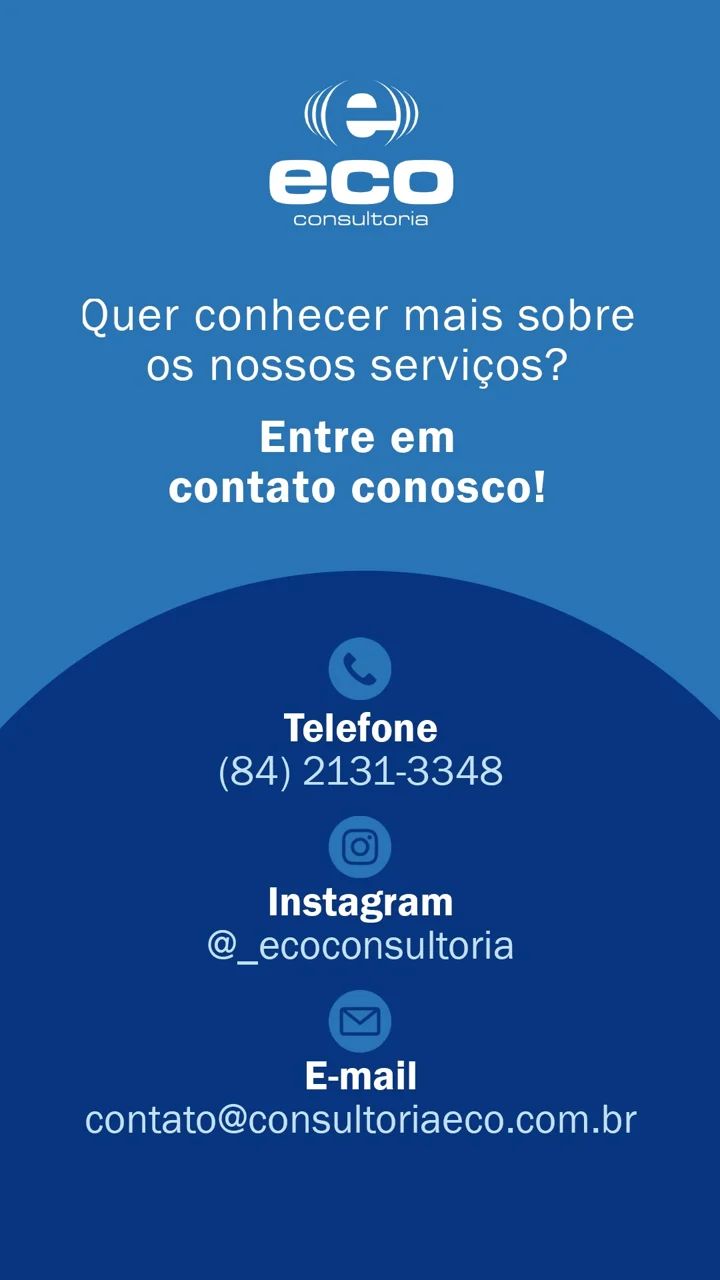 e
eco
consultoria
Quer conhecer mais sobre
os nossos serviços?
Entre em
contato conosco!
Telefone
(84) 2131-3348
Instagram
@_ecoconsultoria
E-mail
contato@consultoriaeco.com.br